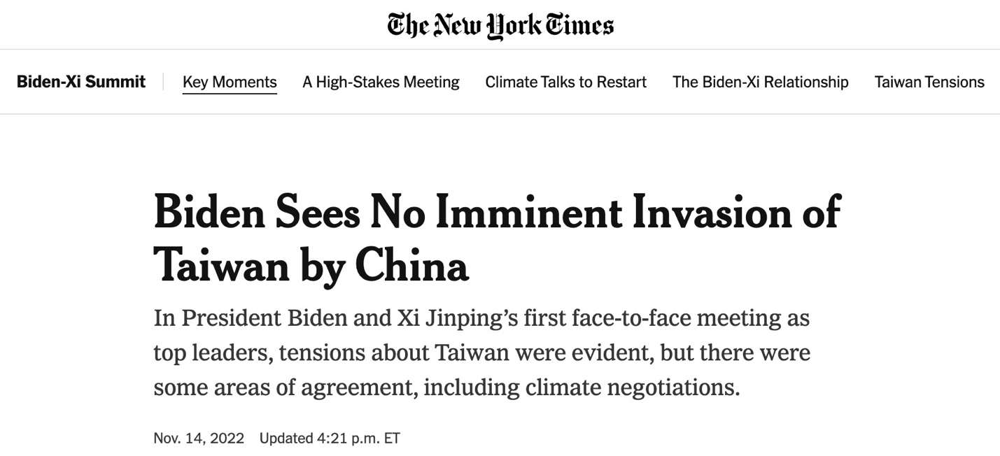 The New York Times
Biden-Xi Summit Key Moments A High-Stakes Meeting Climate Talks to Restart The Biden-Xi Relationship Taiwan Tensions
Biden Sees No Imminent Invasion of
Taiwan by China
In President Biden and Xi Jinping’s first face-to-face meeting as
top leaders, tensions about Taiwan were evident, but there were
some areas of agreement, including climate negotiations.
Nov. 14, 2022 Updated 4:21 p.m. ET